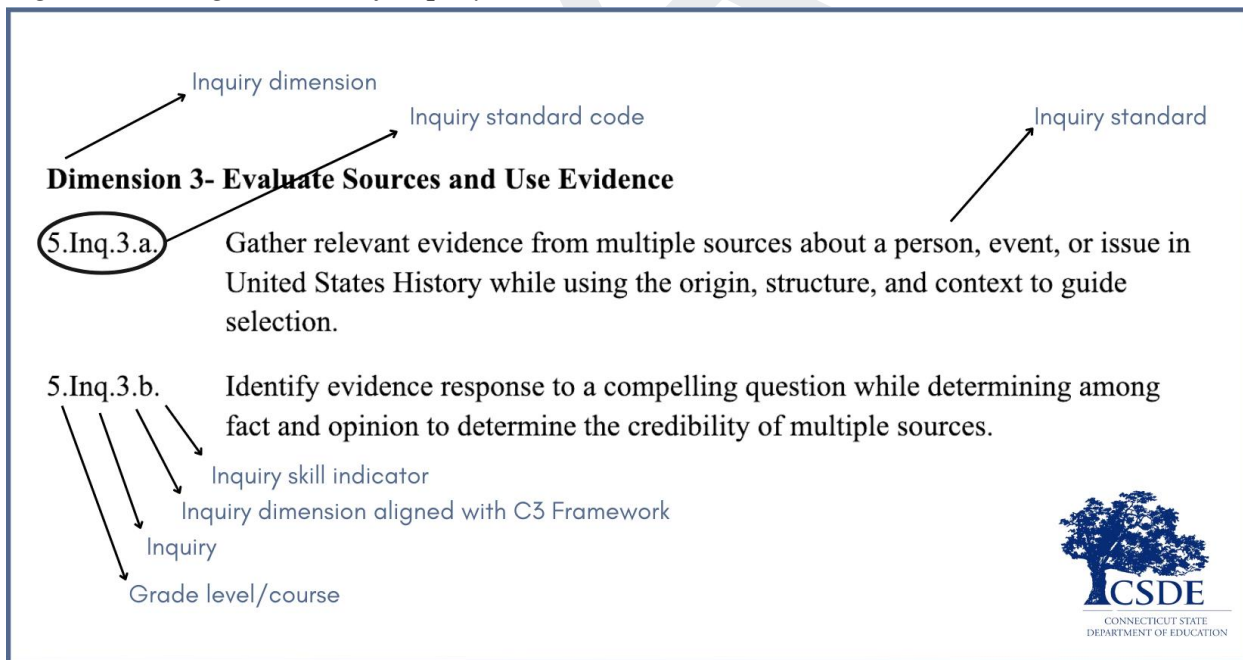 Inquiry dimension
Inquiry standard code
Inquiry standard
Dimension 3- Evaluate Sources and Use Evidence
5.Inq.3.a. Gather relevant evidence from multiple sources about a person, event, or issue in
United States History while using the origin, structure, and context to guide
selection.
5.Inq.3.b. Identify evidence response to a compelling question while determining among
fact and opinion to determine the credibility of multiple sources.
Inquiry skill indicator
Inquiry dimension aligned with C3 Framework
Inquiry
Grade level/course
CSDE
CONNECTICUT STATE
DEPARTMENT OF EDUCATION